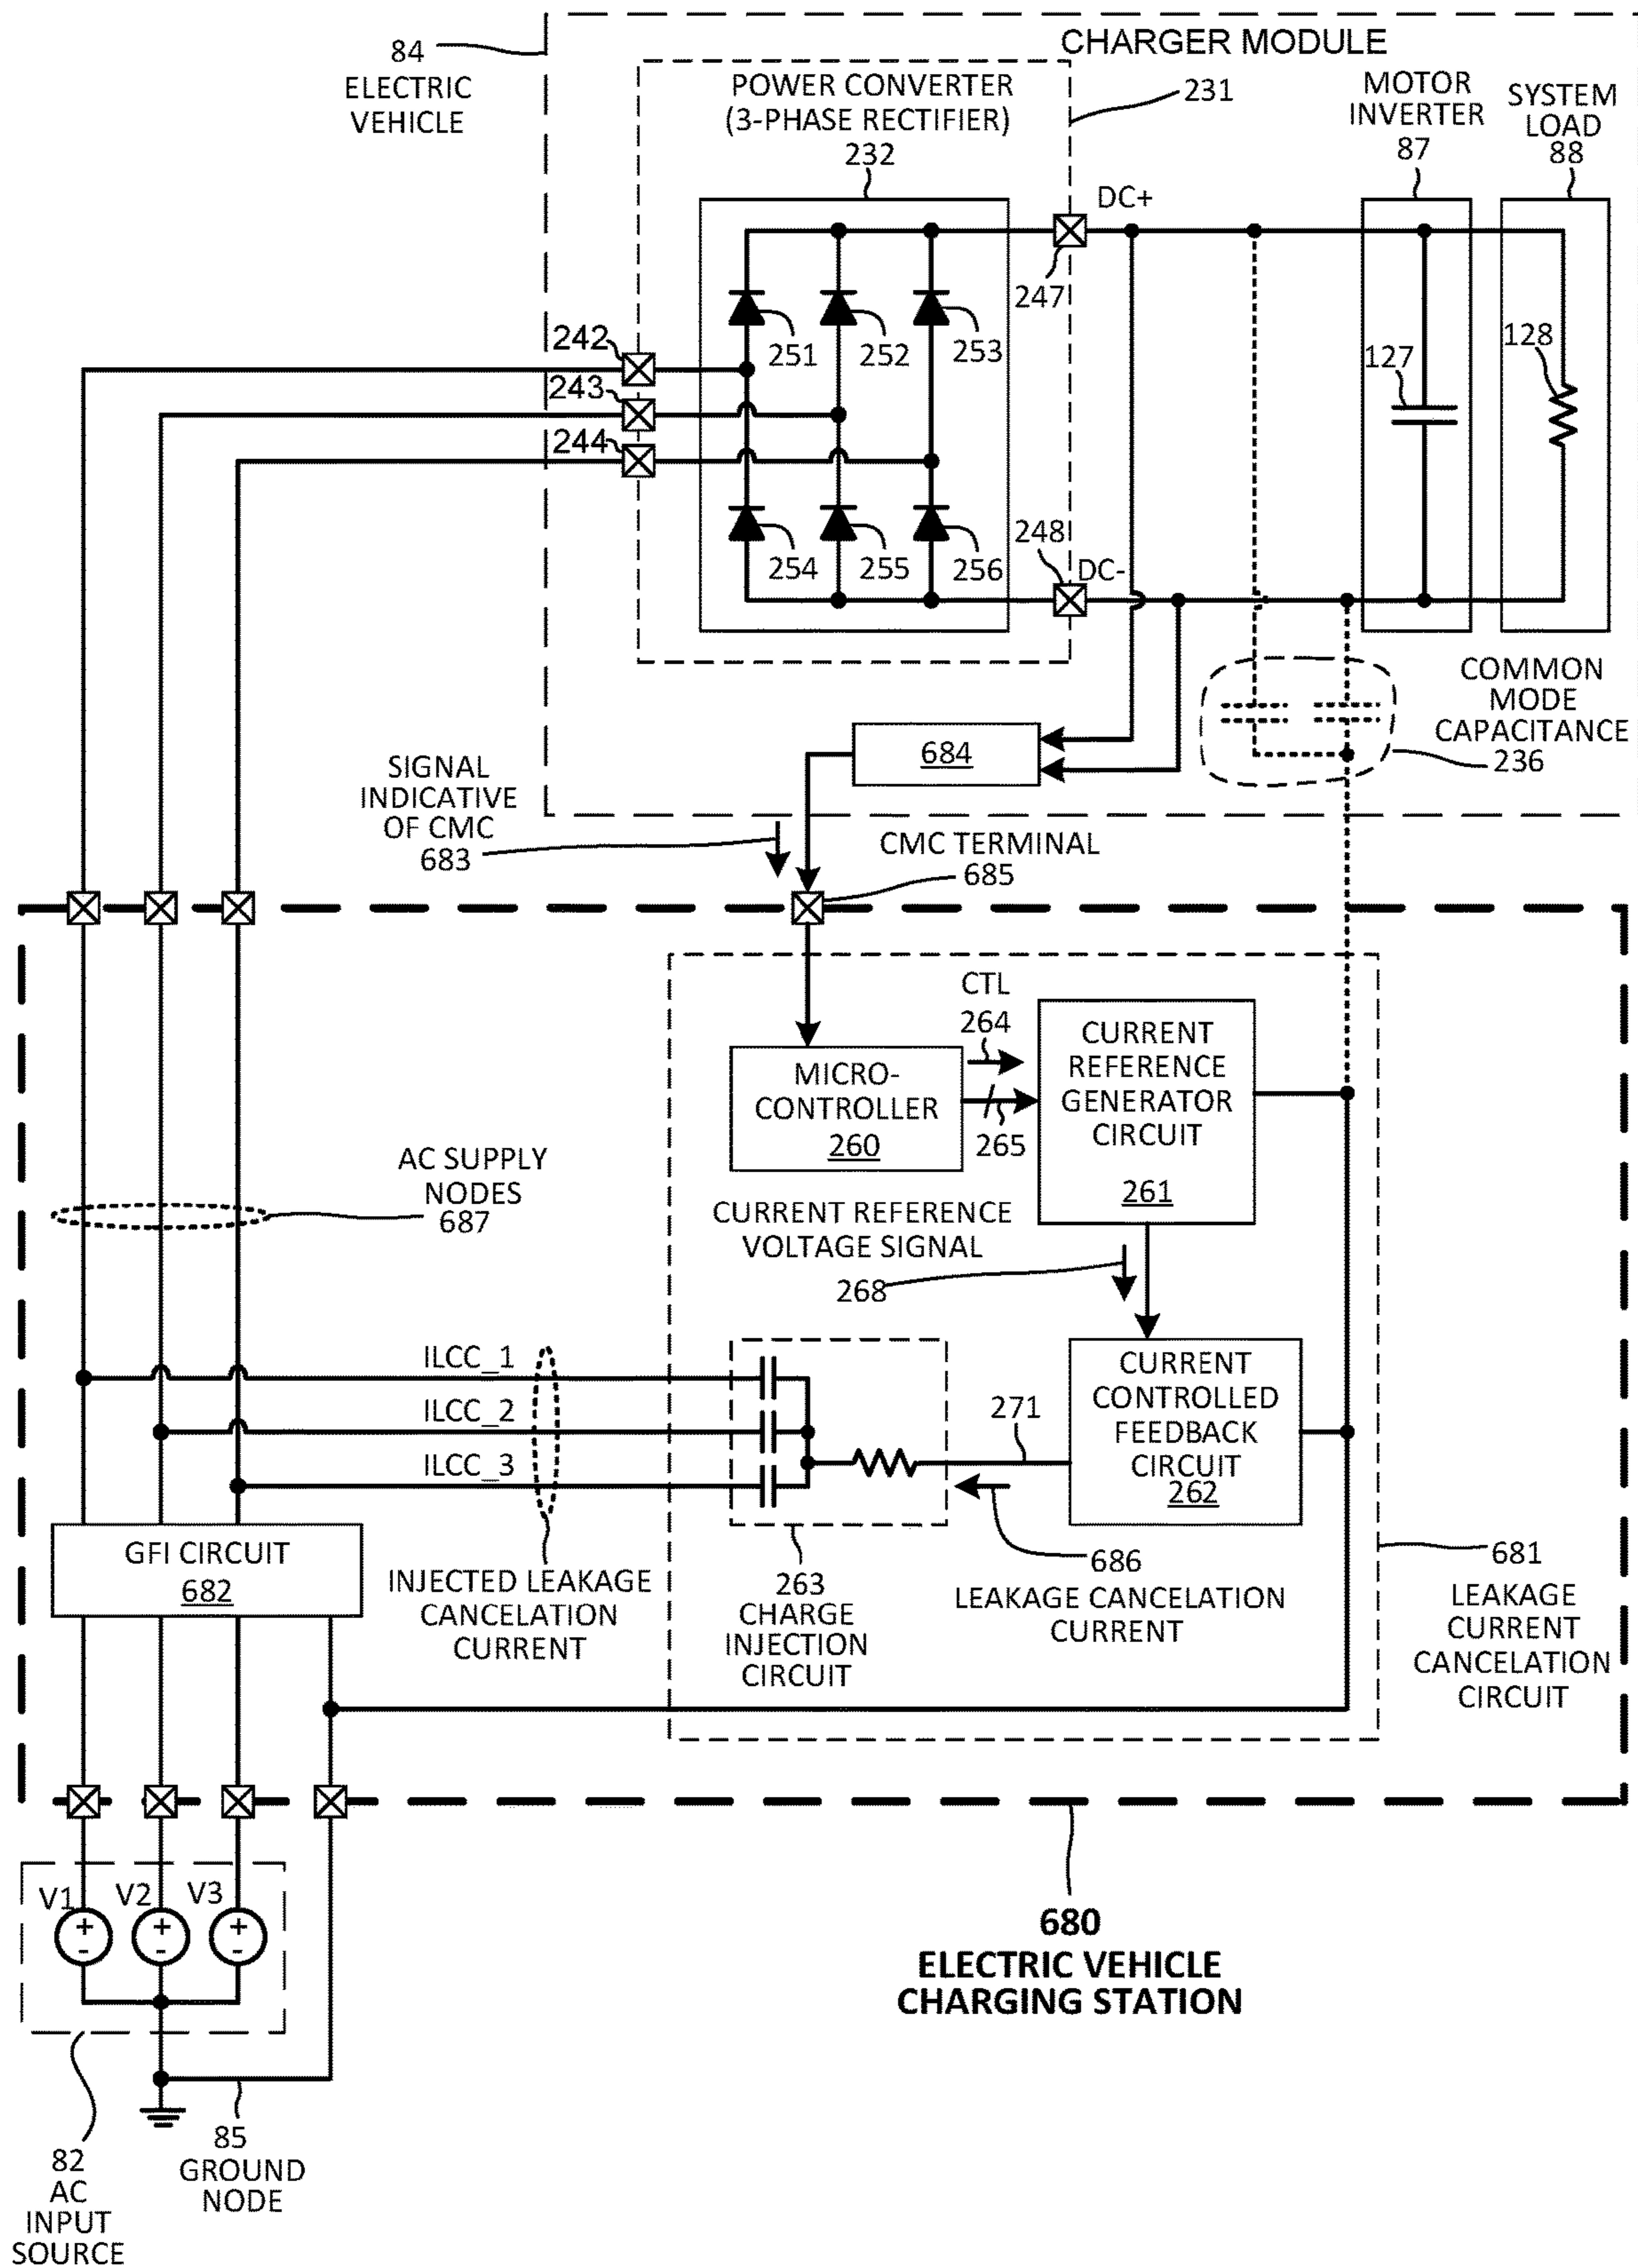 CHARGER MODULE
84
ELECTRIC
VEHICLE
POWER CONVERTER
(3-PHASE RECTIFIER)
232
231
MOTOR
INVERTER
87
SYSTEM
LOAD
88
DC+
247
242
243
244
251
252
253
127
128
254
255
256
248
DC-
COMMON
MODE
CAPACITANCE
236
684
SIGNAL
INDICATIVE
OF CMC
683
CMC TERMINAL
685
CTL
264
MICRO-
CONTROLLER
260
265
CURRENT
REFERENCE
GENERATOR
CIRCUIT
261
AC SUPPLY
NODES
687
CURRENT REFERENCE
VOLTAGE SIGNAL
268
ILCC_1
ILCC_2
ILCC_3
271
CURRENT
CONTROLLED
FEEDBACK
CIRCUIT
262
GFI CIRCUIT
682
INJECTED LEAKAGE
CANCELATION
CURRENT
263
CHARGE
INJECTION
CIRCUIT
686
LEAKAGE CANCELATION
CURRENT
681
LEAKAGE
CURRENT
CANCELATION
CIRCUIT
V1
V2
V3
+
-
+
-
+
-
680
ELECTRIC VEHICLE
CHARGING STATION
82
AC
INPUT
SOURCE
85
GROUND
NODE